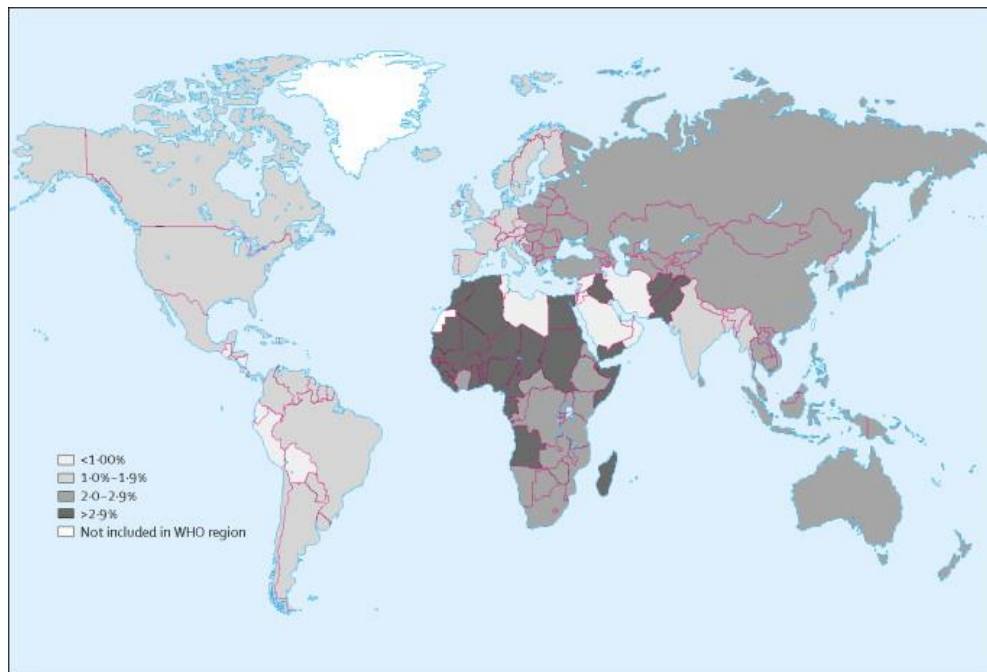 <1·00%
1·0%–1·9%
2·0–2·9%
>2·9%
Not included in WHO region